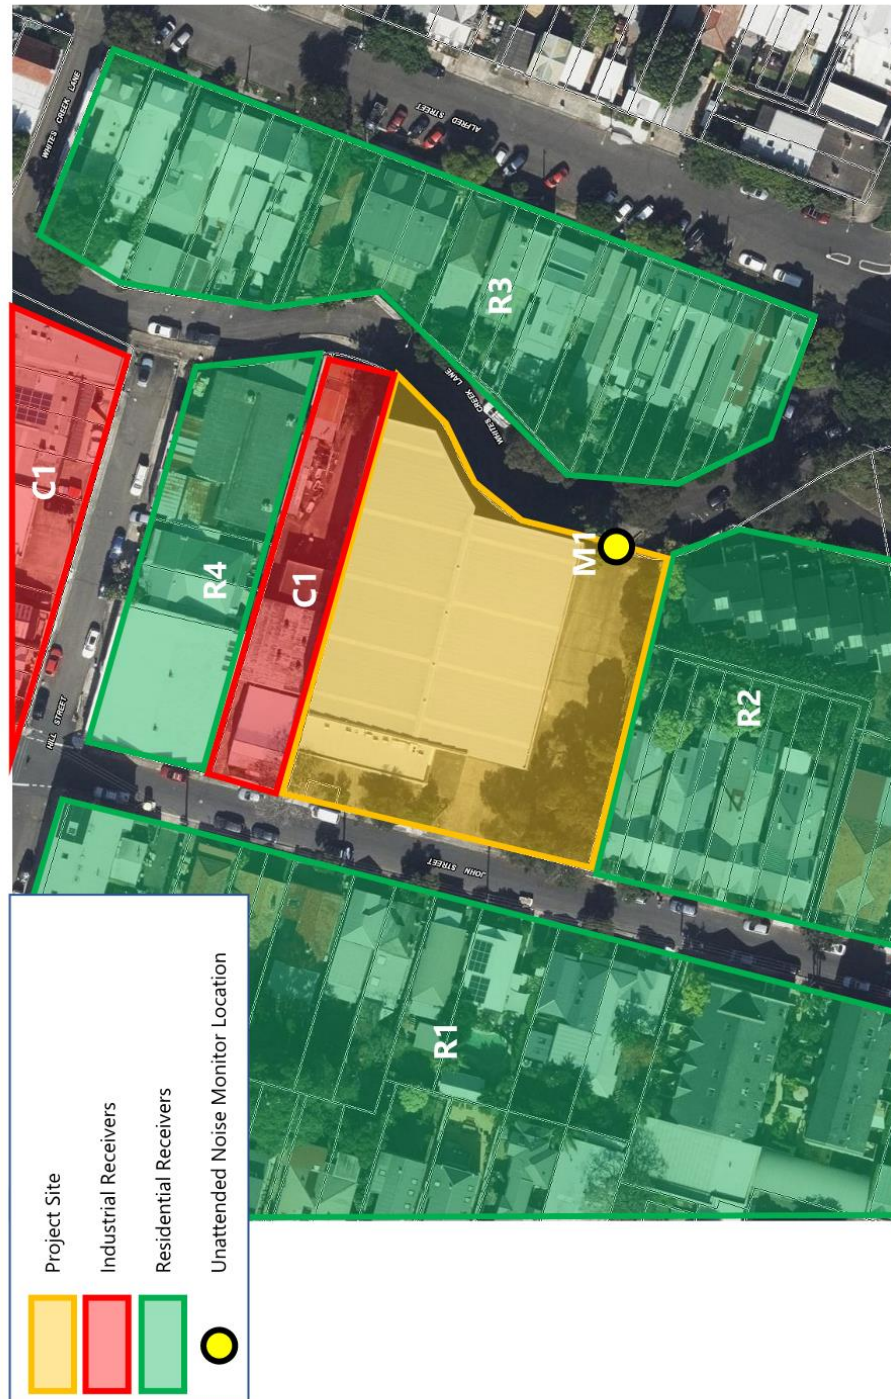 Project Site
Industrial Receivers
Residential Receivers
Unattended Noise Monitor Location
R1
JOHN STREET
HILL STREET
R2
C1
R4
M1
C1
WHITES CREEK LANE
R3
WHITES CREEK LANE
ALFRED STREET